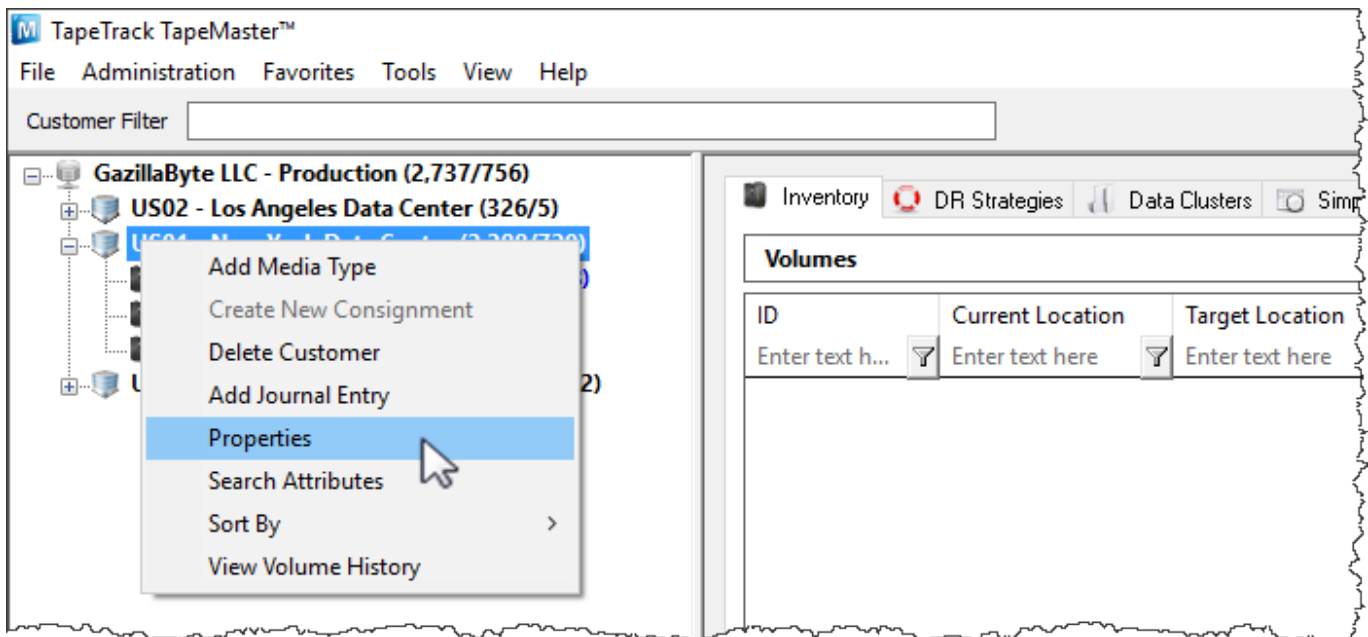 TapeTrack TapeMaster™
File Administration Favorites Tools View Help
Customer Filter
GazillaByte LLC - Production (2,737/756)
US02 - Los Angeles Data Center (326/5)
Add Media Type
Create New Consignment
Delete Customer
Add Journal Entry
Properties
Search Attributes
Sort By
View Volume History
2)
Inventory DR Strategies Data Clusters
Volumes
ID Current Location Target Location
Enter text h... Enter text here Enter text here